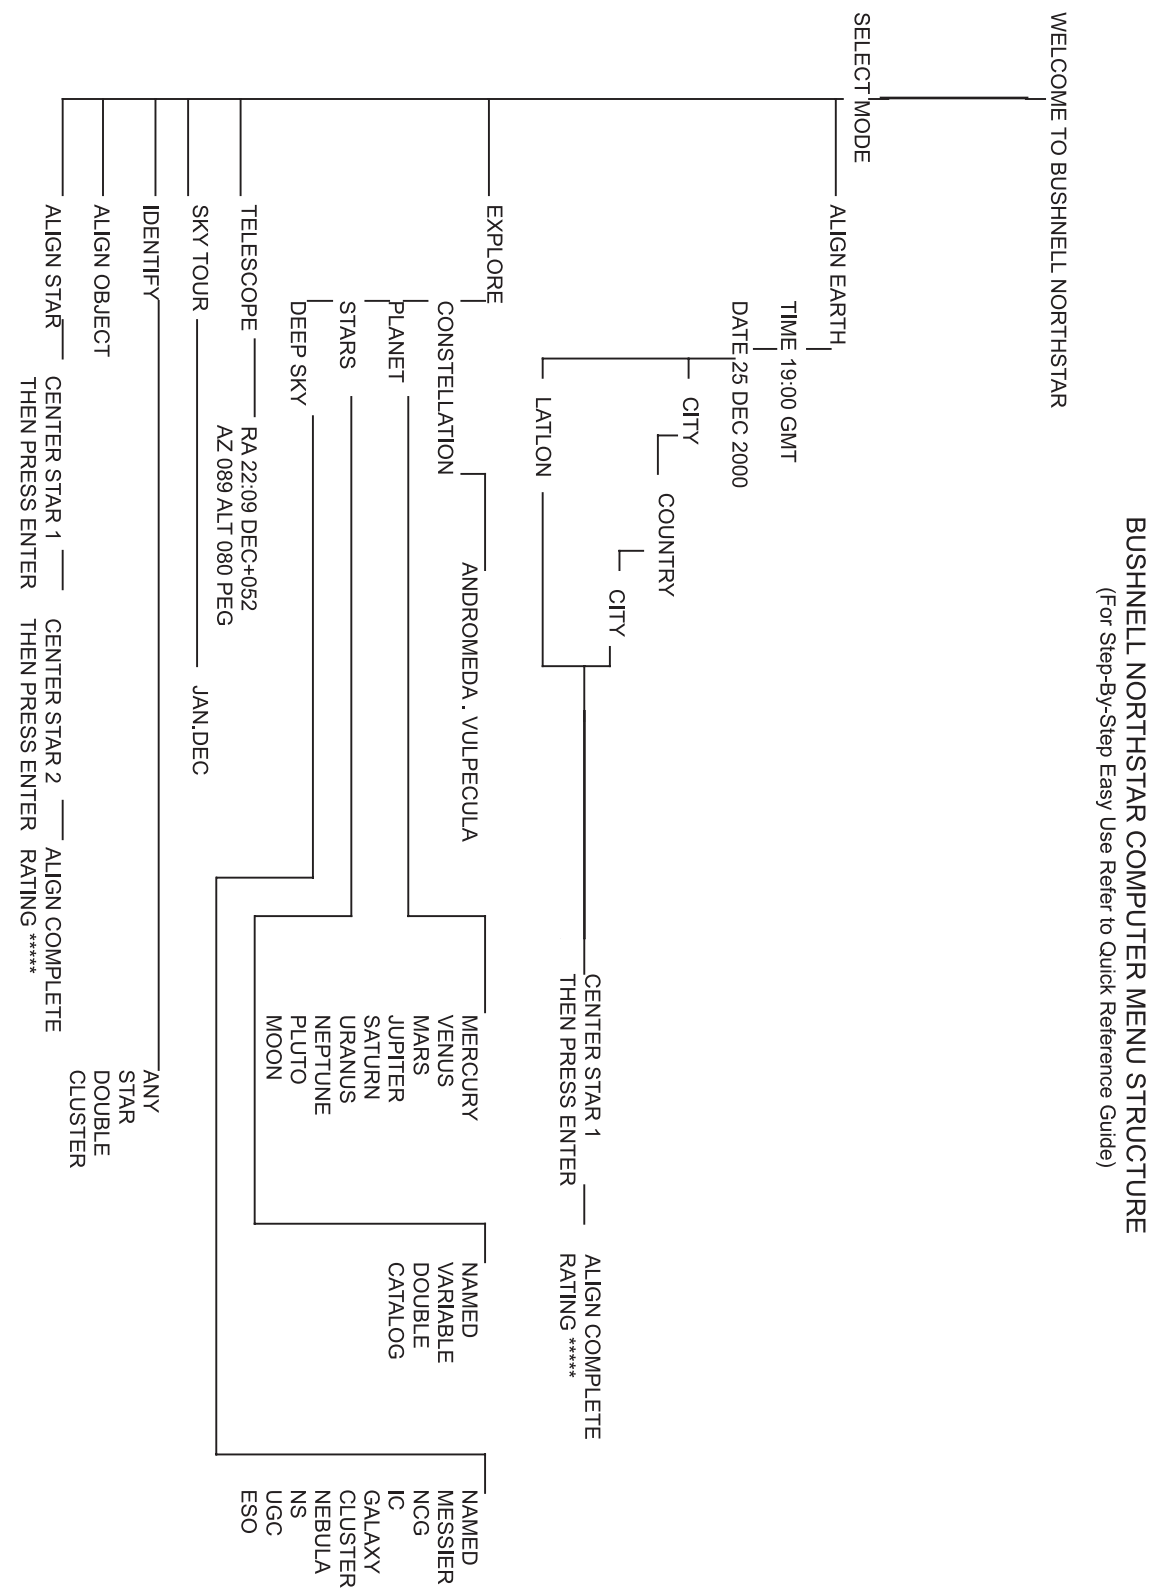 BUSHNELL NORTHSTAR COMPUTER MENU STRUCTURE
(For Step-By-Step Easy Use Refer to Quick Reference Guide)
WELCOME TO BUSHNELL NORTHSTAR
SELECT MODE
ALIGN EARTH
TIME 19:00 GMT
DATE 25 DEC 2000
CITY
COUNTRY
CITY
LATLON
CENTER STAR 1
THEN PRESS ENTER
ALIGN COMPLETE
RATING *****
EXPLORE
CONSTELLATION
ANDROMEDA . VULPECULA
PLANET
MERCURY
VENUS
MARS
JUPITER
SATURN
URANUS
NEPTUNE
PLUTO
MOON
STARS
NAMED
VARIABLE
DOUBLE
CATALOG
DEEP SKY
NAMED
MESSIER
NCG
IC
GALAXY
CLUSTER
NEBULA
NS
UGC
ESO
TELESCOPE
RA 22:09 DEC+052
AZ 089 ALT 080 PEG
SKY TOUR
JAN.DEC
IDENTIFY
ANY
STAR
DOUBLE
CLUSTER
ALIGN OBJECT
ALIGN STAR
CENTER STAR 1
THEN PRESS ENTER
CENTER STAR 2
THEN PRESS ENTER
ALIGN COMPLETE
RATING *****